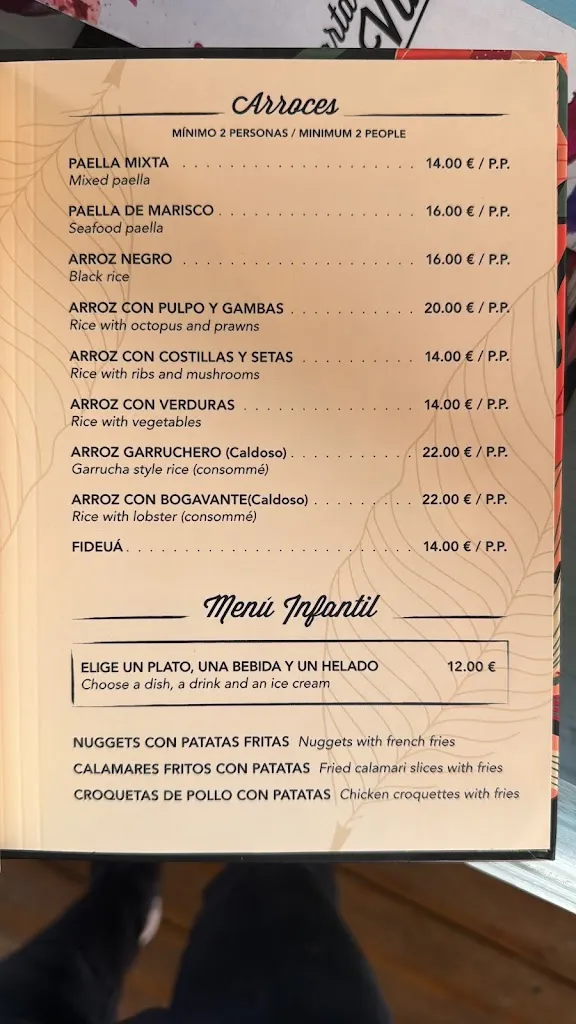 Arroces
MÍNIMO 2 PERSONAS / MINIMUM 2 PEOPLE
PAELLA MIXTA . . . . . . . . . . . . . . . . . . . . 14.00 € / P.P.
Mixed paella
PAELLA DE MARISCO . . . . . . . . . . . . . . . . . 16.00 € / P.P.
Seafood paella
ARROZ NEGRO . . . . . . . . . . . . . . . . . . . . 16.00 € / P.P.
Black rice
ARROZ CON PULPO Y GAMBAS . . . . . . . . . . . 20.00 € / P.P.
Rice with octopus and prawns
ARROZ CON COSTILLAS Y SETAS . . . . . . . . . . 14.00 € / P.P.
Rice with ribs and mushrooms
ARROZ CON VERDURAS . . . . . . . . . . . . . . . 14.00 € / P.P.
Rice with vegetables
ARROZ GARRUCHERO (Caldoso) . . . . . . . . . . . 22.00 € / P.P.
Garrucha style rice (consommé)
ARROZ CON BOGAVANTE(Caldoso) . . . . . . . . . 22.00 € / P.P.
Rice with lobster (consommé)
FIDEUÁ . . . . . . . . . . . . . . . . . . . . . . . . 14.00 € / P.P.
Menú Infantil
ELIGE UN PLATO, UNA BEBIDA Y UN HELADO 12.00 €
Choose a dish, a drink and an ice cream
NUGGETS CON PATATAS FRITAS Nuggets with french fries
CALAMARES FRITOS CON PATATAS Fried calamari slices with fries
CROQUETAS DE POLLO CON PATATAS Chicken croquettes with fries